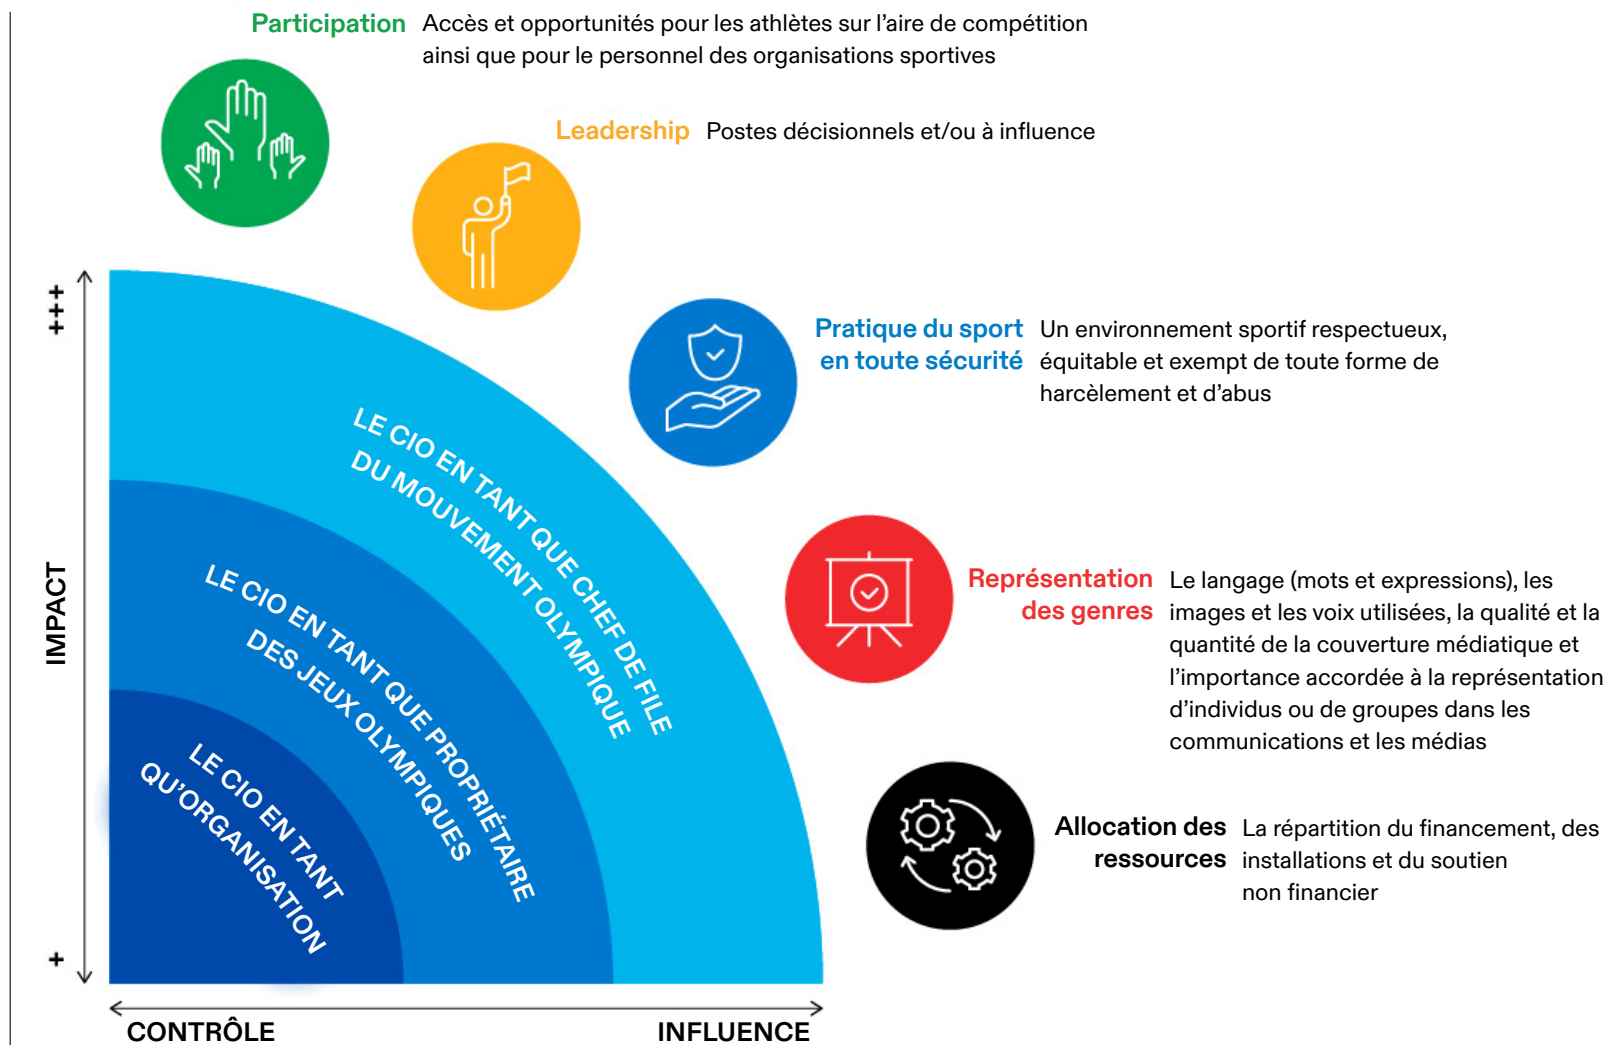 Participation
Accès et opportunités pour les athlètes sur l’aire de compétition
ainsi que pour le personnel des organisations sportives
Leadership
Postes décisionnels et/ou à influence
Pratique du sport
en toute sécurité
Un environnement sportif respectueux,
équitable et exempt de toute forme de
harcèlement et d’abus
Représentation
des genres
Le langage (mots et expressions), les
images et les voix utilisées, la qualité et la
quantité de la couverture médiatique et
l’importance accordée à la représentation
d’individus ou de groupes dans les
communications et les médias
Allocation des
ressources
La répartition du financement, des
installations et du soutien
non financier
+++
IMPACT
+
LE CIO EN TANT QUE CHEF DE FILE
DU MOUVEMENT OLYMPIQUE
LE CIO EN TANT QUE PROPRIÉTAIRE
DES JEUX OLYMPIQUES
LE CIO EN TANT
QU’ORGANISATION
CONTRÔLE
INFLUENCE